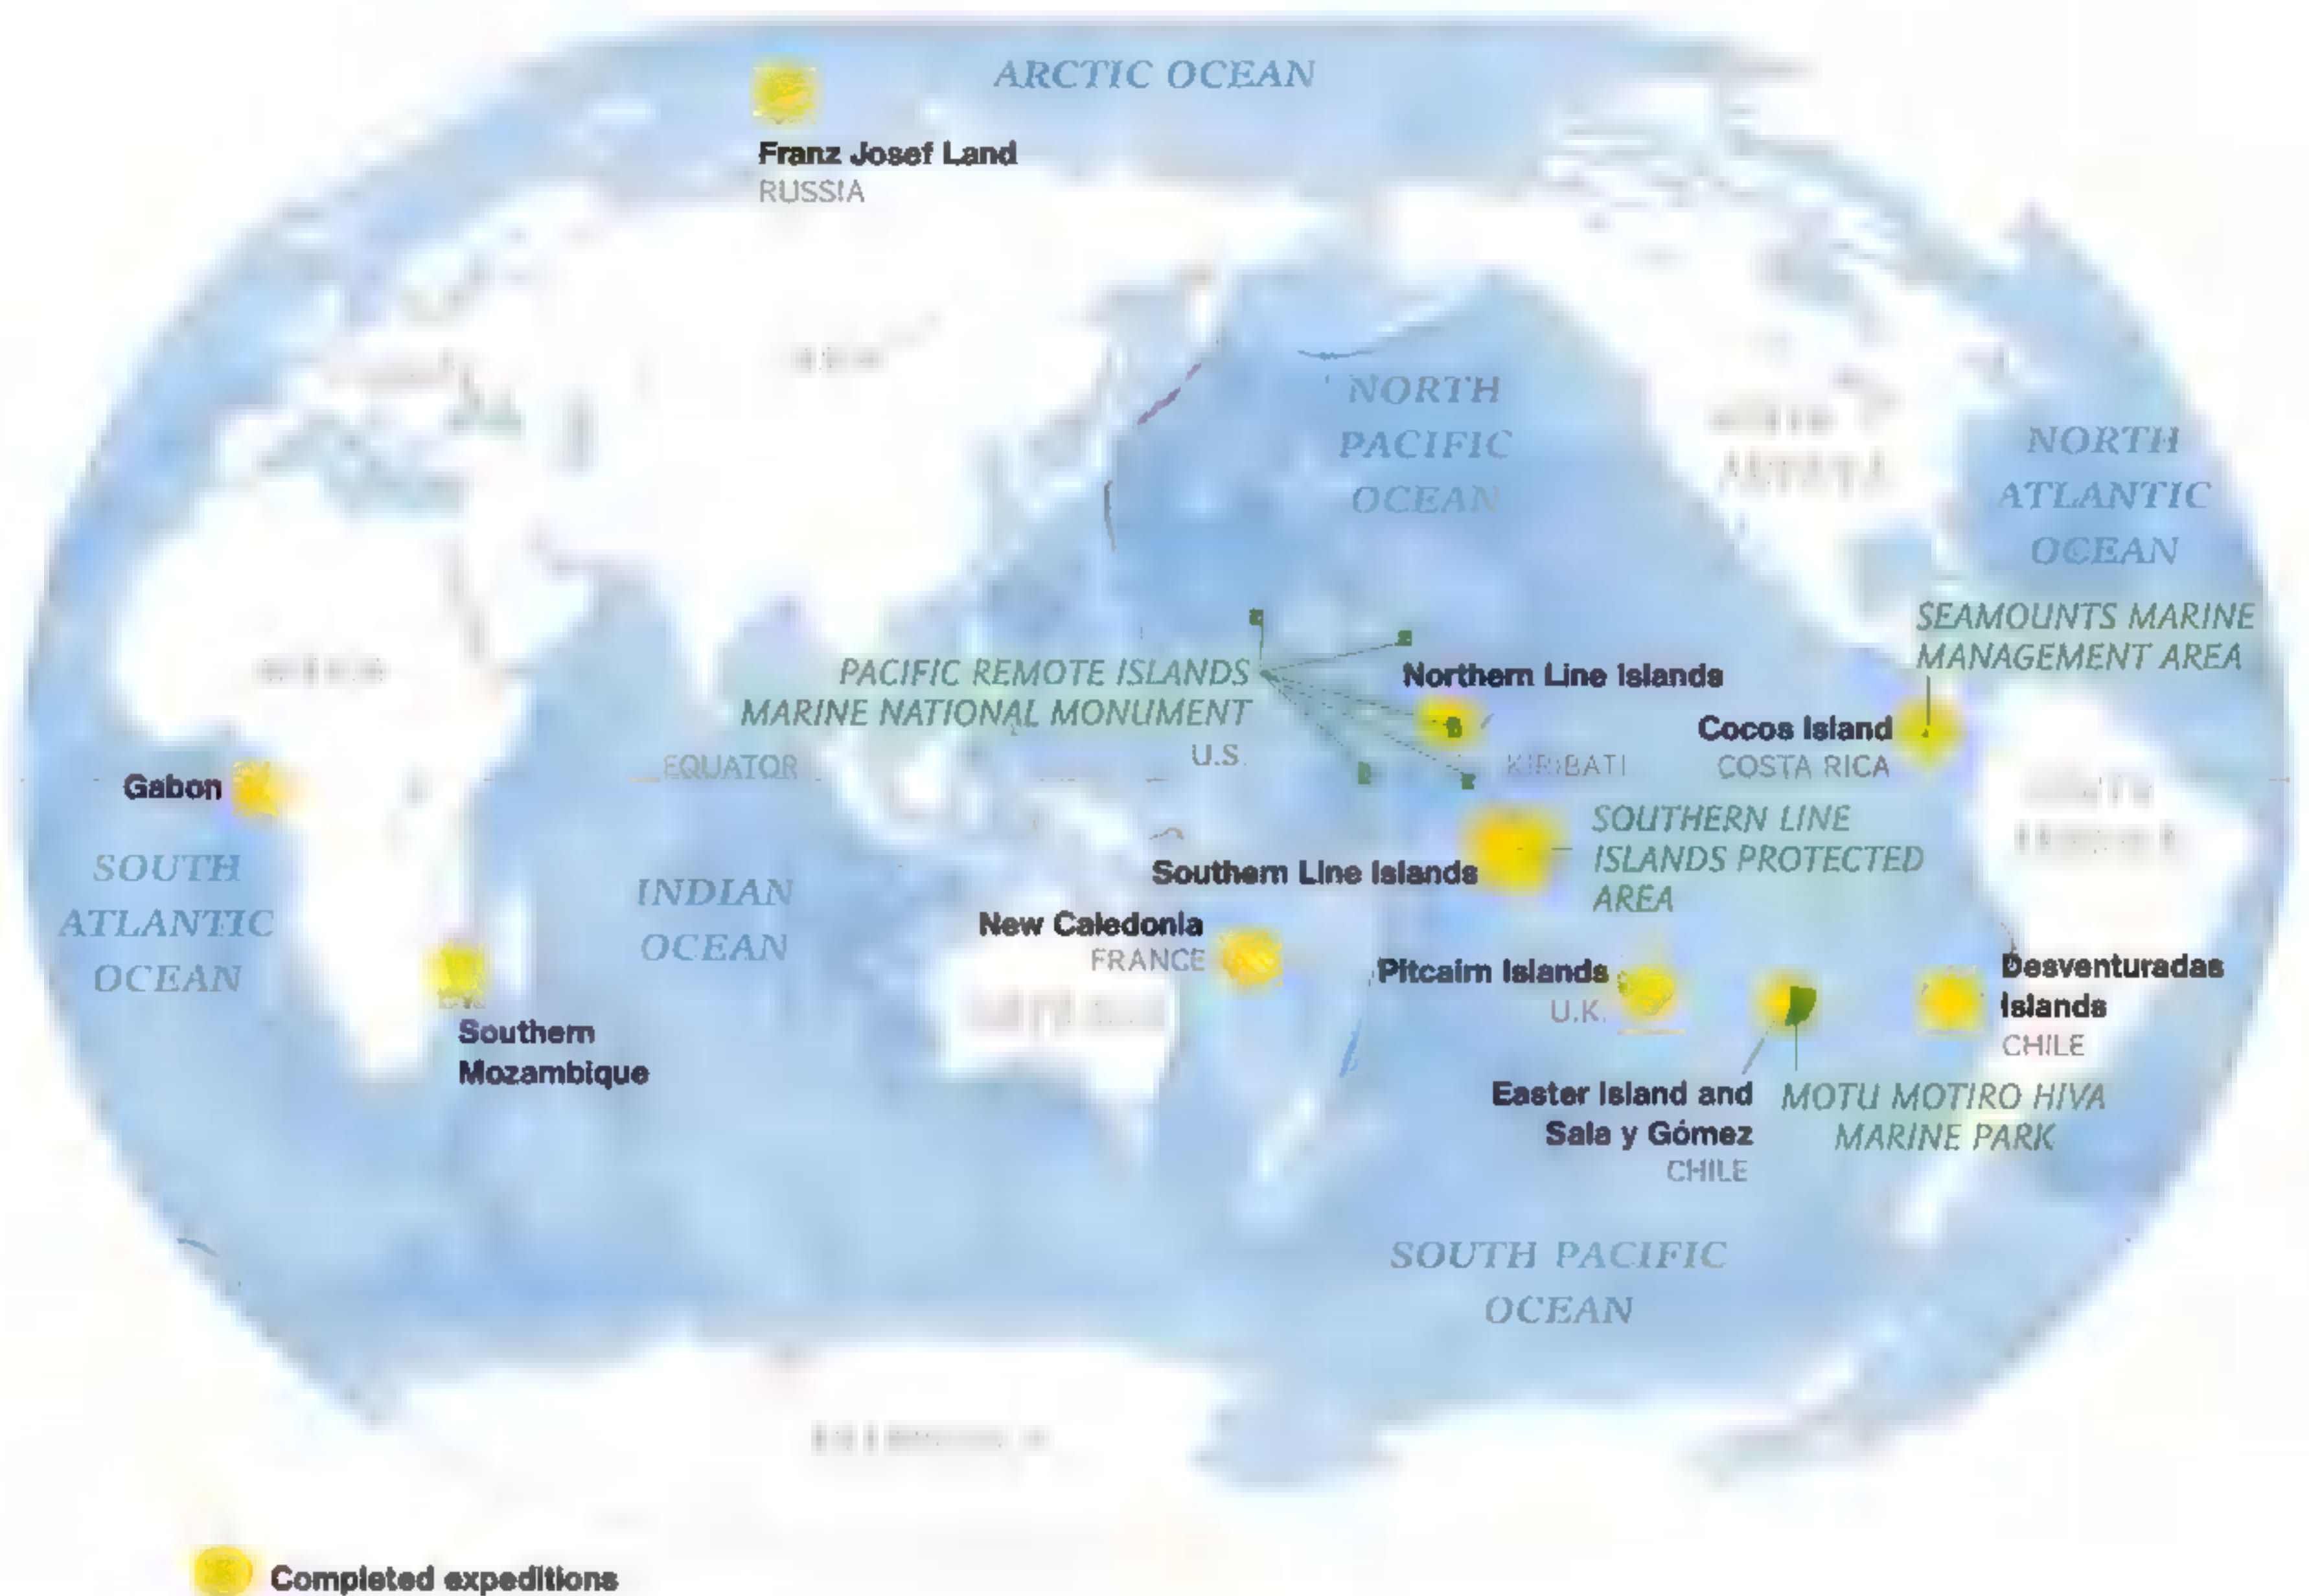 ARCTIC OCEAN
Franz Josef Land
RUSSIA
NORTH
PACIFIC
OCEAN
NORTH
ATLANTIC
OCEAN
SEAMOUNTS MARINE
MANAGEMENT AREA
PACIFIC REMOTE ISLANDS
MARINE NATIONAL MONUMENT
U.S.
Northern Line Islands
KIRIBATI
Cocos Island
COSTA RICA
EQUATOR
Gabon
SOUTH
ATLANTIC
OCEAN
INDIAN
OCEAN
Southern Line Islands
SOUTHERN LINE
ISLANDS PROTECTED
AREA
New Caledonia
FRANCE
Pitcairn Islands
U.K.
Desventuradas
Islands
CHILE
Southern
Mozambique
Easter Island and
Sala y Gómez
CHILE
MOTU MOTIRO HIVA
MARINE PARK
SOUTH PACIFIC
OCEAN
Completed expeditions